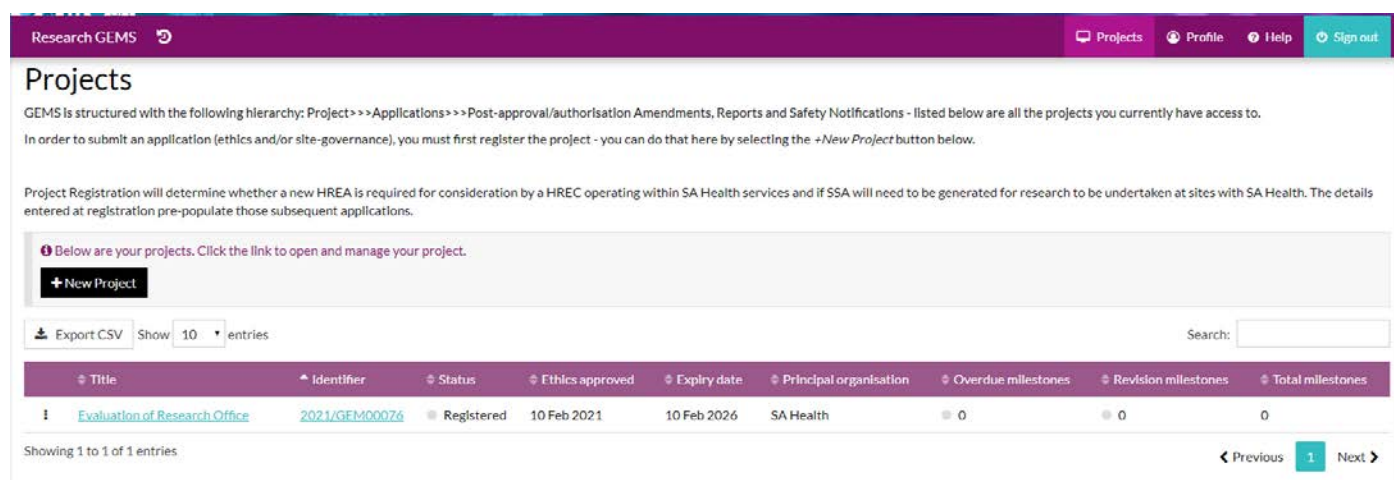 Research GEMS
Projects Profile Help Sign out
Projects
GEMS is structured with the following hierarchy: Project>>>Applications>>>Post-approval/authorisation Amendments, Reports and Safety Notifications - listed below are all the projects you currently have access to.
In order to submit an application (ethics and/or site-governance), you must first register the project - you can do that here by selecting the +New Project button below.
Project Registration will determine whether a new HREA is required for consideration by a HREC operating within SA Health services and if SSA will need to be generated for research to be undertaken at sites with SA Health. The details
entered at registration pre-populate those subsequent applications.
Below are your projects. Click the link to open and manage your project.
+New Project
Export CSV Show 10 entries Search:
Title Identifier Status Ethics approved Expiry date Principal organisation Overdue milestones Revision milestones Total milestones
Evaluation of Research Office 2021/GEM00076 Registered 10 Feb 2021 10 Feb 2026 SA Health 0 0 0
Showing 1 to 1 of 1 entries
Previous 1 Next